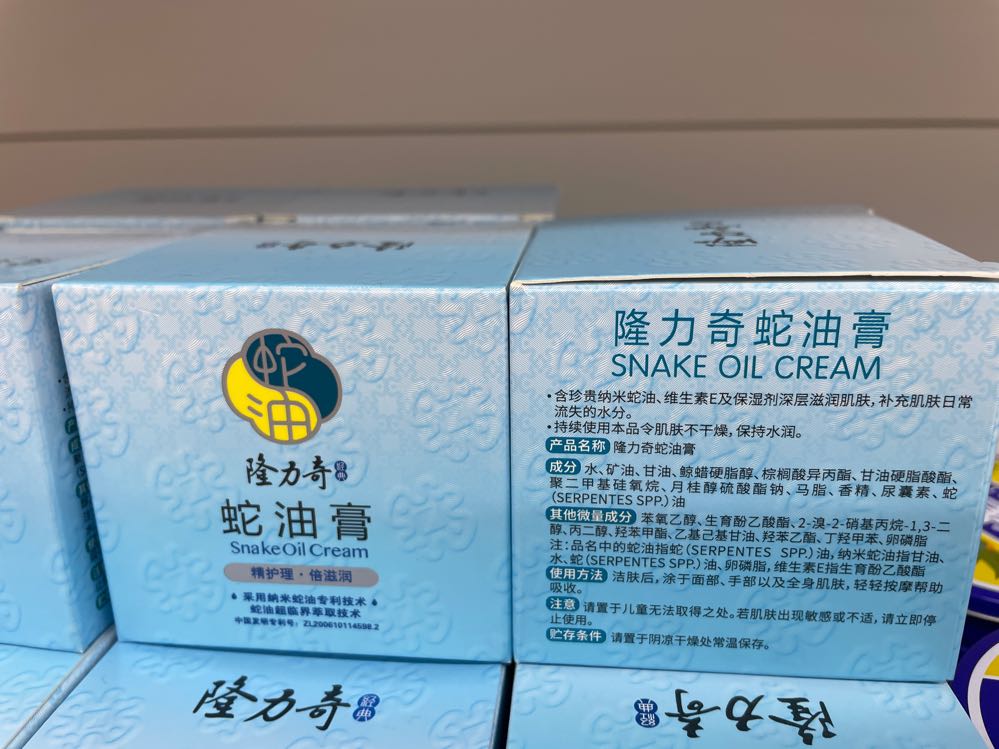 隆力奇
蛇油
隆力奇 经典
蛇油膏
Snake Oil Cream
精护理·倍滋润
采用纳米蛇油专利技术
蛇油超临界萃取技术
中国发明专利号：ZL200610114598.2
隆力奇蛇油膏
SNAKE OIL CREAM
·含珍贵纳米蛇油、维生素E及保湿剂深层滋润肌肤，补充肌肤日常
流失的水分。
·持续使用本品令肌肤不干燥，保持水润。
产品名称 隆力奇蛇油膏
成分 水、矿油、甘油、鲸蜡硬脂醇、棕榈酸异丙酯、甘油硬脂酸酯、
聚二甲基硅氧烷、月桂醇硫酸酯钠、马脂、香精、尿囊素、蛇
(SERPENTES SPP.)油
其他微量成分 苯氧乙醇、生育酚乙酸酯、2-溴-2-硝基丙烷-1,3-二
醇、丙二醇、羟苯甲酯、乙基己基甘油、羟苯乙酯、丁羟甲苯、卵磷脂
注：品名中的蛇油指蛇(SERPENTES SPP.)油，纳米蛇油指甘油、
水、蛇(SERPENTES SPP.)油、卵磷脂，维生素E指生育酚乙酸酯
使用方法 洁肤后，涂于面部、手部以及全身肌肤，轻轻按摩帮助
吸收。
注意 请置于儿童无法取得之处。若肌肤出现敏感或不适，请立即停
止使用。
贮存条件 请置于阴凉干燥处常温保存。
隆力奇 经典
隆力奇 经典